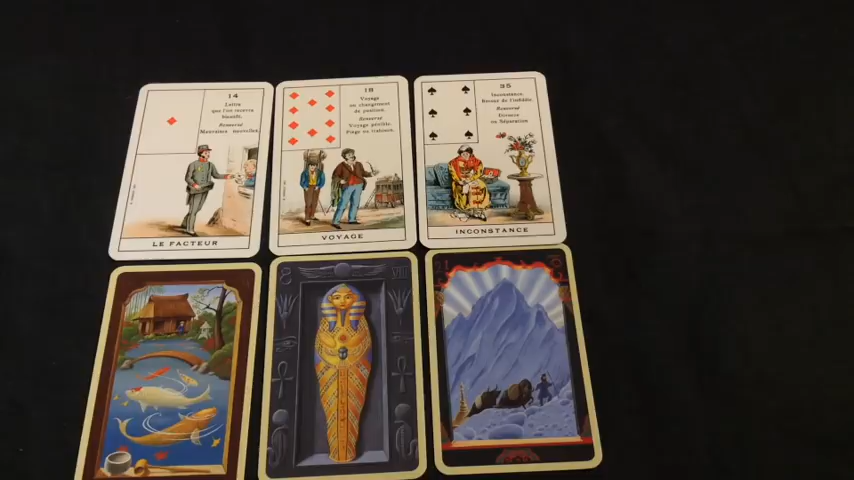 14
Lettre
que l'on recevra
bientôt.
Renversé
Mauvaises nouvelles.
LE FACTEUR
18
Voyage
ou changement
de position.
Renversé
Voyage pénible.
Piège ou trahison.
VOYAGE
35
Inconstance.
Retour de l'infidèle.
Renversé
Divorce
ou Séparation
INCONSTANCE